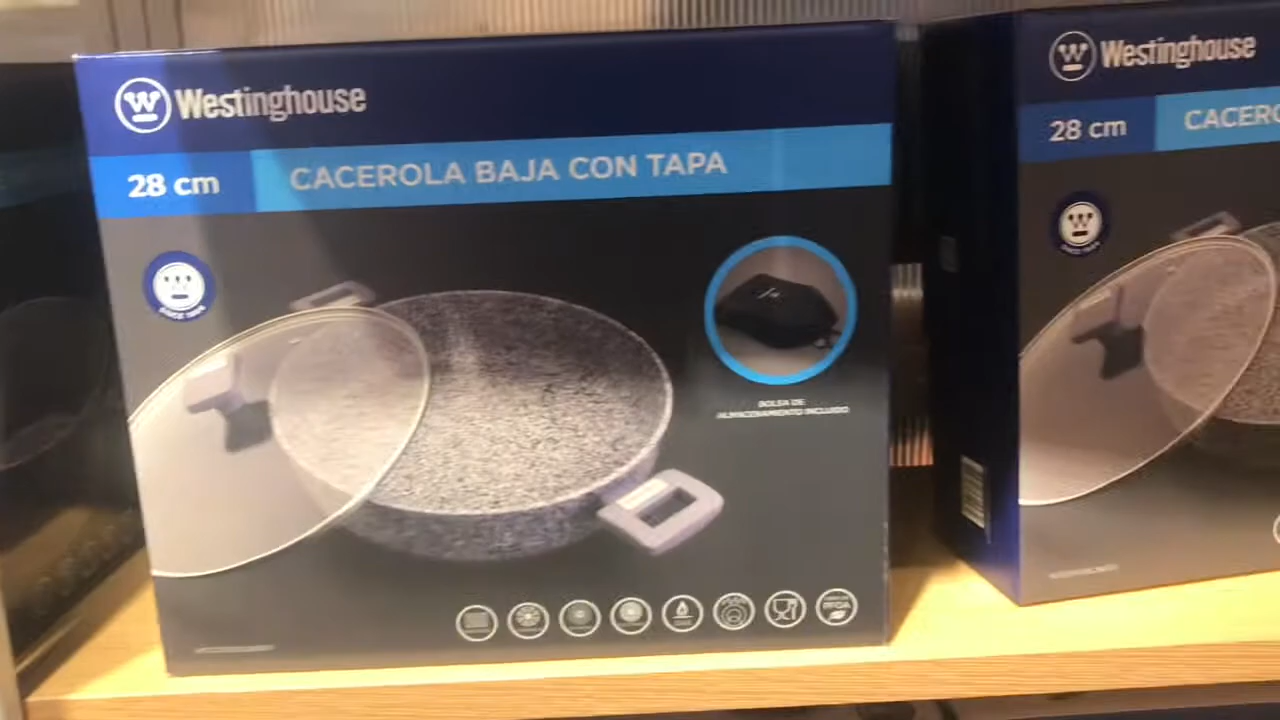 Westinghouse
28 cm
CACEROLA BAJA CON TAPA
BOLSA DE
ALMACENAMIENTO INCLUIDO
Westinghouse
28 cm
CACERO